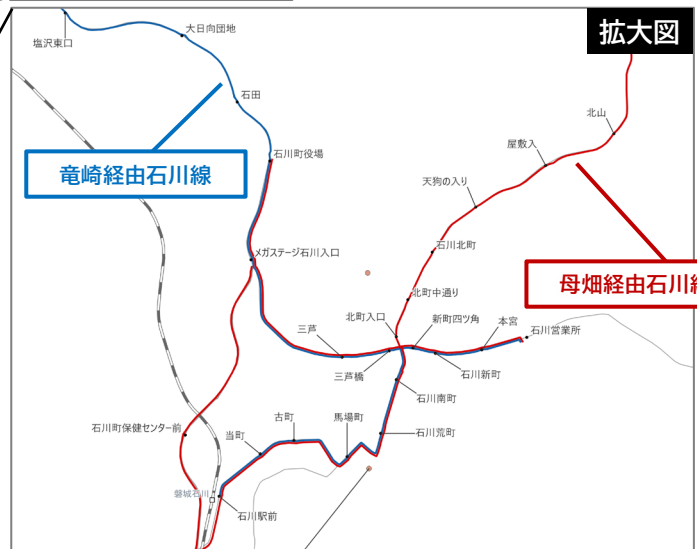 拡大図
塩沢東口
大日向団地
石田
北山
屋敷入
石川町役場
竜崎経由石川線
天狗の入り
石川北町
メガステージ石川入口
母畑経由石川線
北町中通り
北町入口
新町四ツ角
本宮
石川営業所
三芦
三芦橋
石川新町
石川南町
石川町保健センター前
古町
馬場町
当町
石川荒町
磐城石川
石川駅前